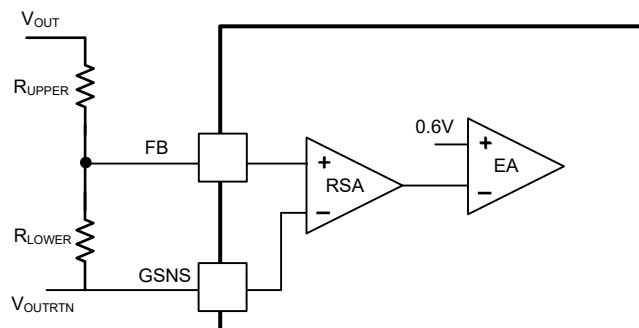 VOUT
RUPPER
FB
0.6V
+
EA
+
RSA
−
−
RLOWER
GSNS
VOUTRTN